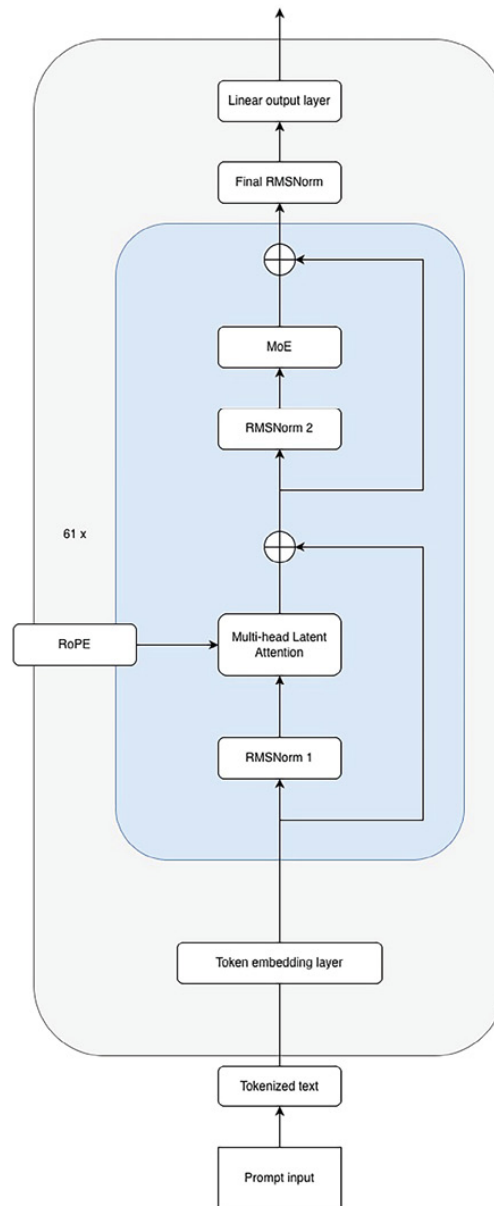 Linear output layer
Final RMSNorm
MoE
RMSNorm 2
61 x
RoPE
Multi-head Latent
Attention
RMSNorm 1
Token embedding layer
Tokenized text
Prompt input